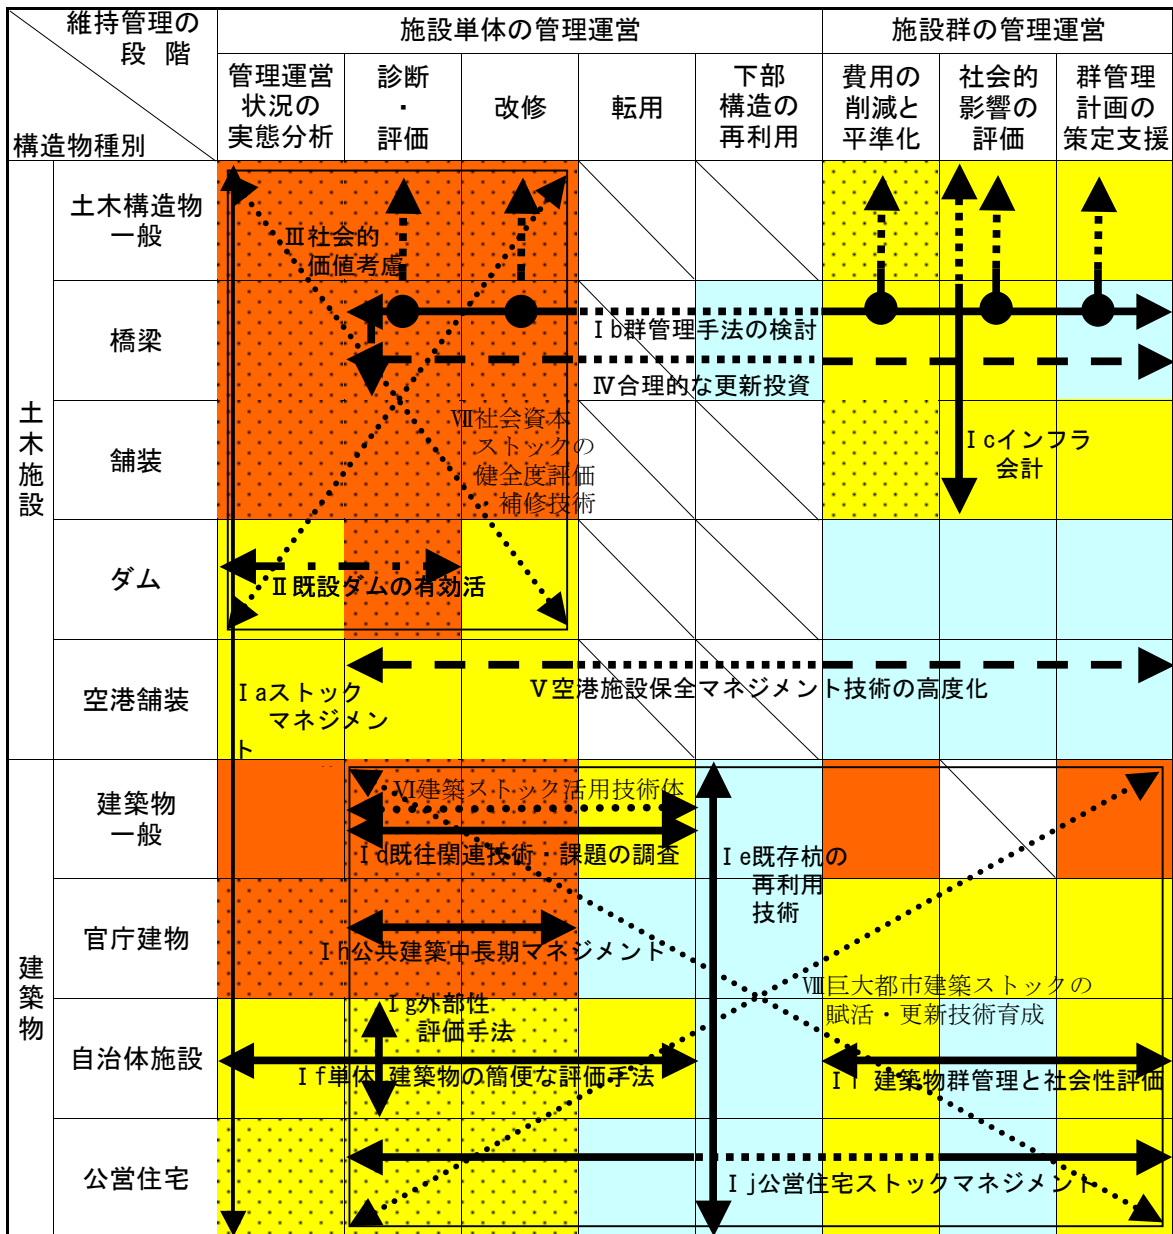 維持管理の
段　階
構造物種別
施設単体の管理運営
施設群の管理運営
管理運営
状況の
実態分析
診断
・
評価
改修
転用
下部
構造の
再利用
費用の
削減と
平準化
社会的
影響の
評価
群管理
計画の
策定支援
土木施設
土木構造物
一般
Ⅲ社会的
価値考慮
橋梁
Ⅰb群管理手法の検討
Ⅳ合理的な更新投資
舗装
Ⅶ社会資本
ストックの
健全度評価
補修技術
Ⅰcインフラ
会計
ダム
Ⅱ既設ダムの有効活
空港舗装
Ⅰaストック
マネジメン
ト
Ⅴ空港施設保全マネジメント技術の高度化
建築物
建築物
一般
Ⅵ建築ストック活用技術体
Ⅰd既往関連技術・課題の調査
Ⅰe既存杭の
再利用
技術
官庁建物
Ⅰh公共建築中長期マネジメント
Ⅷ巨大都市建築ストックの
賦活・更新技術育成
自治体施設
Ⅰg外部性
評価手法
Ⅰf単体 建築物の簡便な評価手法
Ⅰi 建築物群管理と社会性評価
公営住宅
Ⅰj公営住宅ストックマネジメント